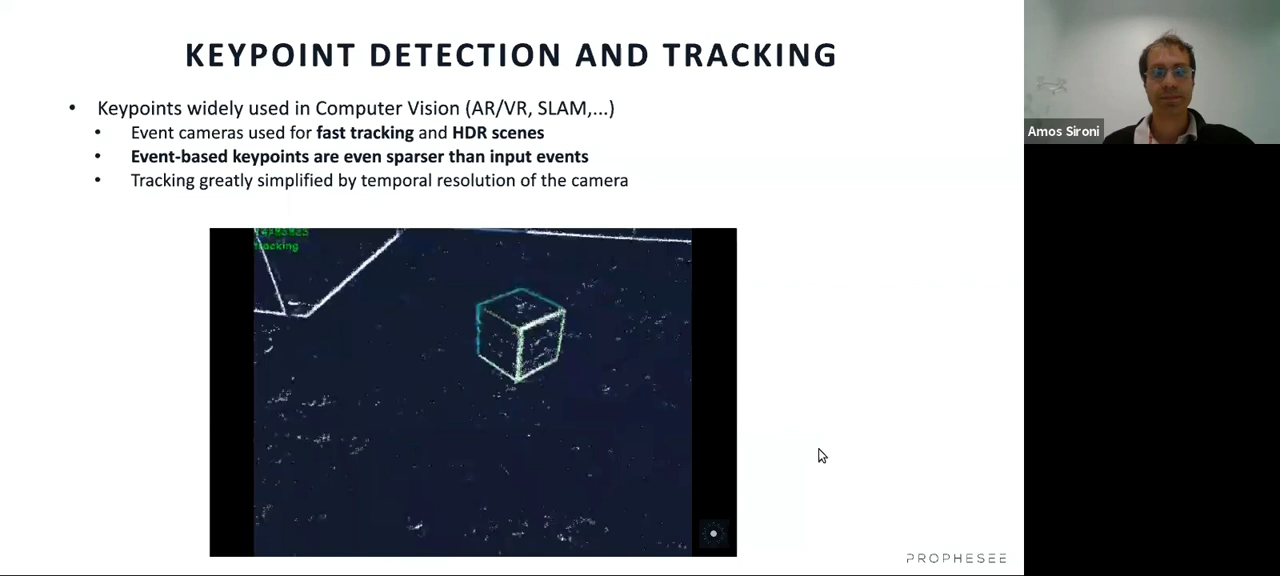 KEYPOINT DETECTION AND TRACKING
• Keypoints widely used in Computer Vision (AR/VR, SLAM,...)
• Event cameras used for fast tracking and HDR scenes
• Event-based keypoints are even sparser than input events
• Tracking greatly simplified by temporal resolution of the camera
tracking
PROPHESEE
Amos Sironi